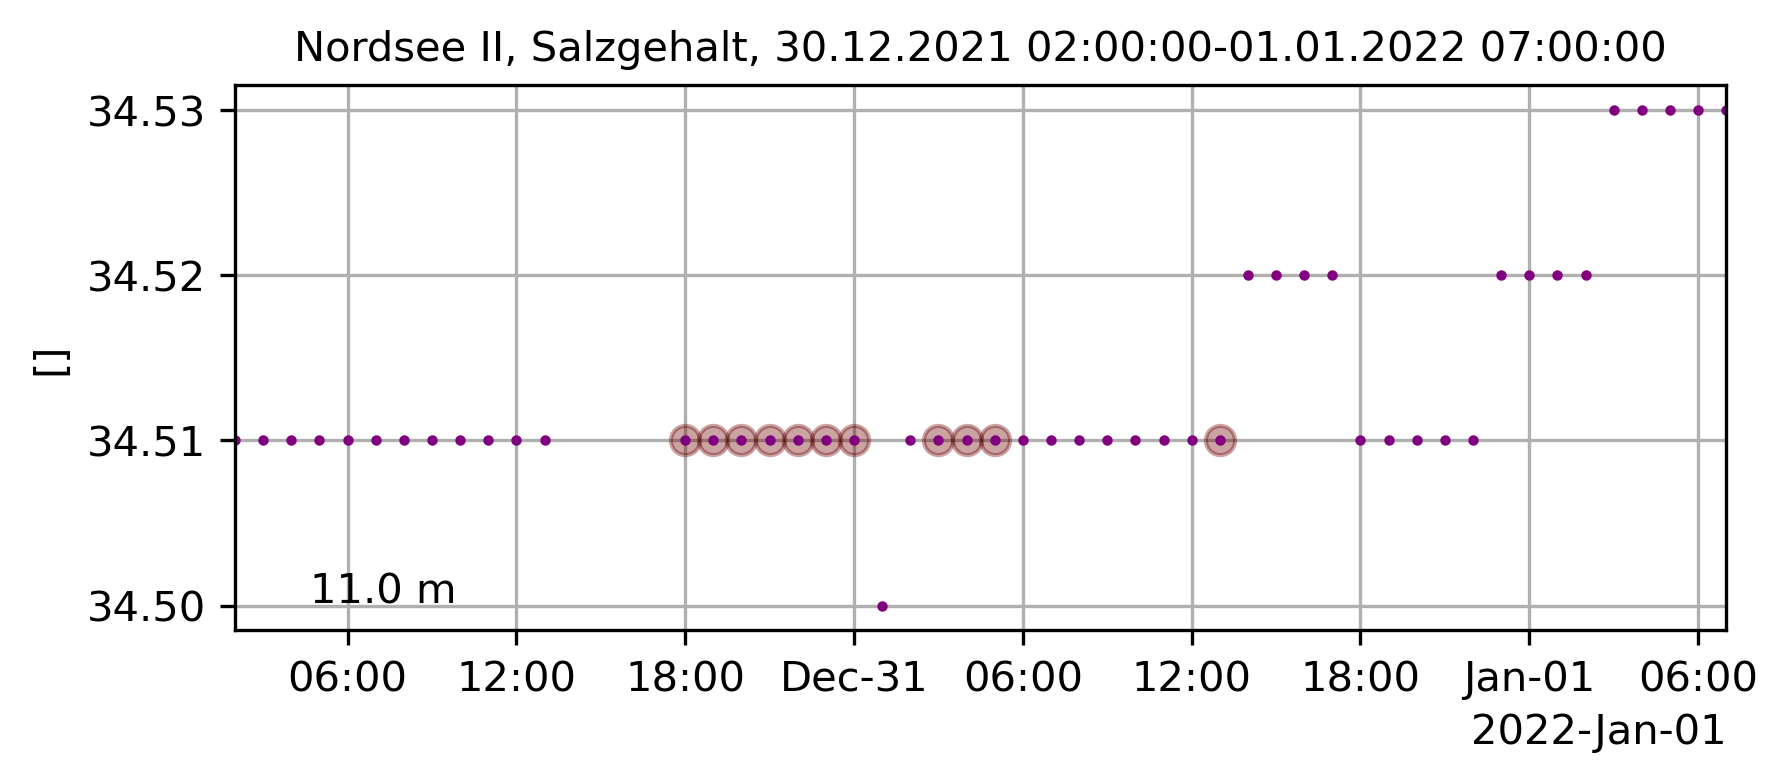 Nordsee II, Salzgehalt, 30.12.2021 02:00:00-01.01.2022 07:00:00
34.53
34.52
[]
34.51
11.0 m
34.50
06:00 12:00 18:00 Dec-31 06:00 12:00 18:00 Jan-01 06:00
2022-Jan-01